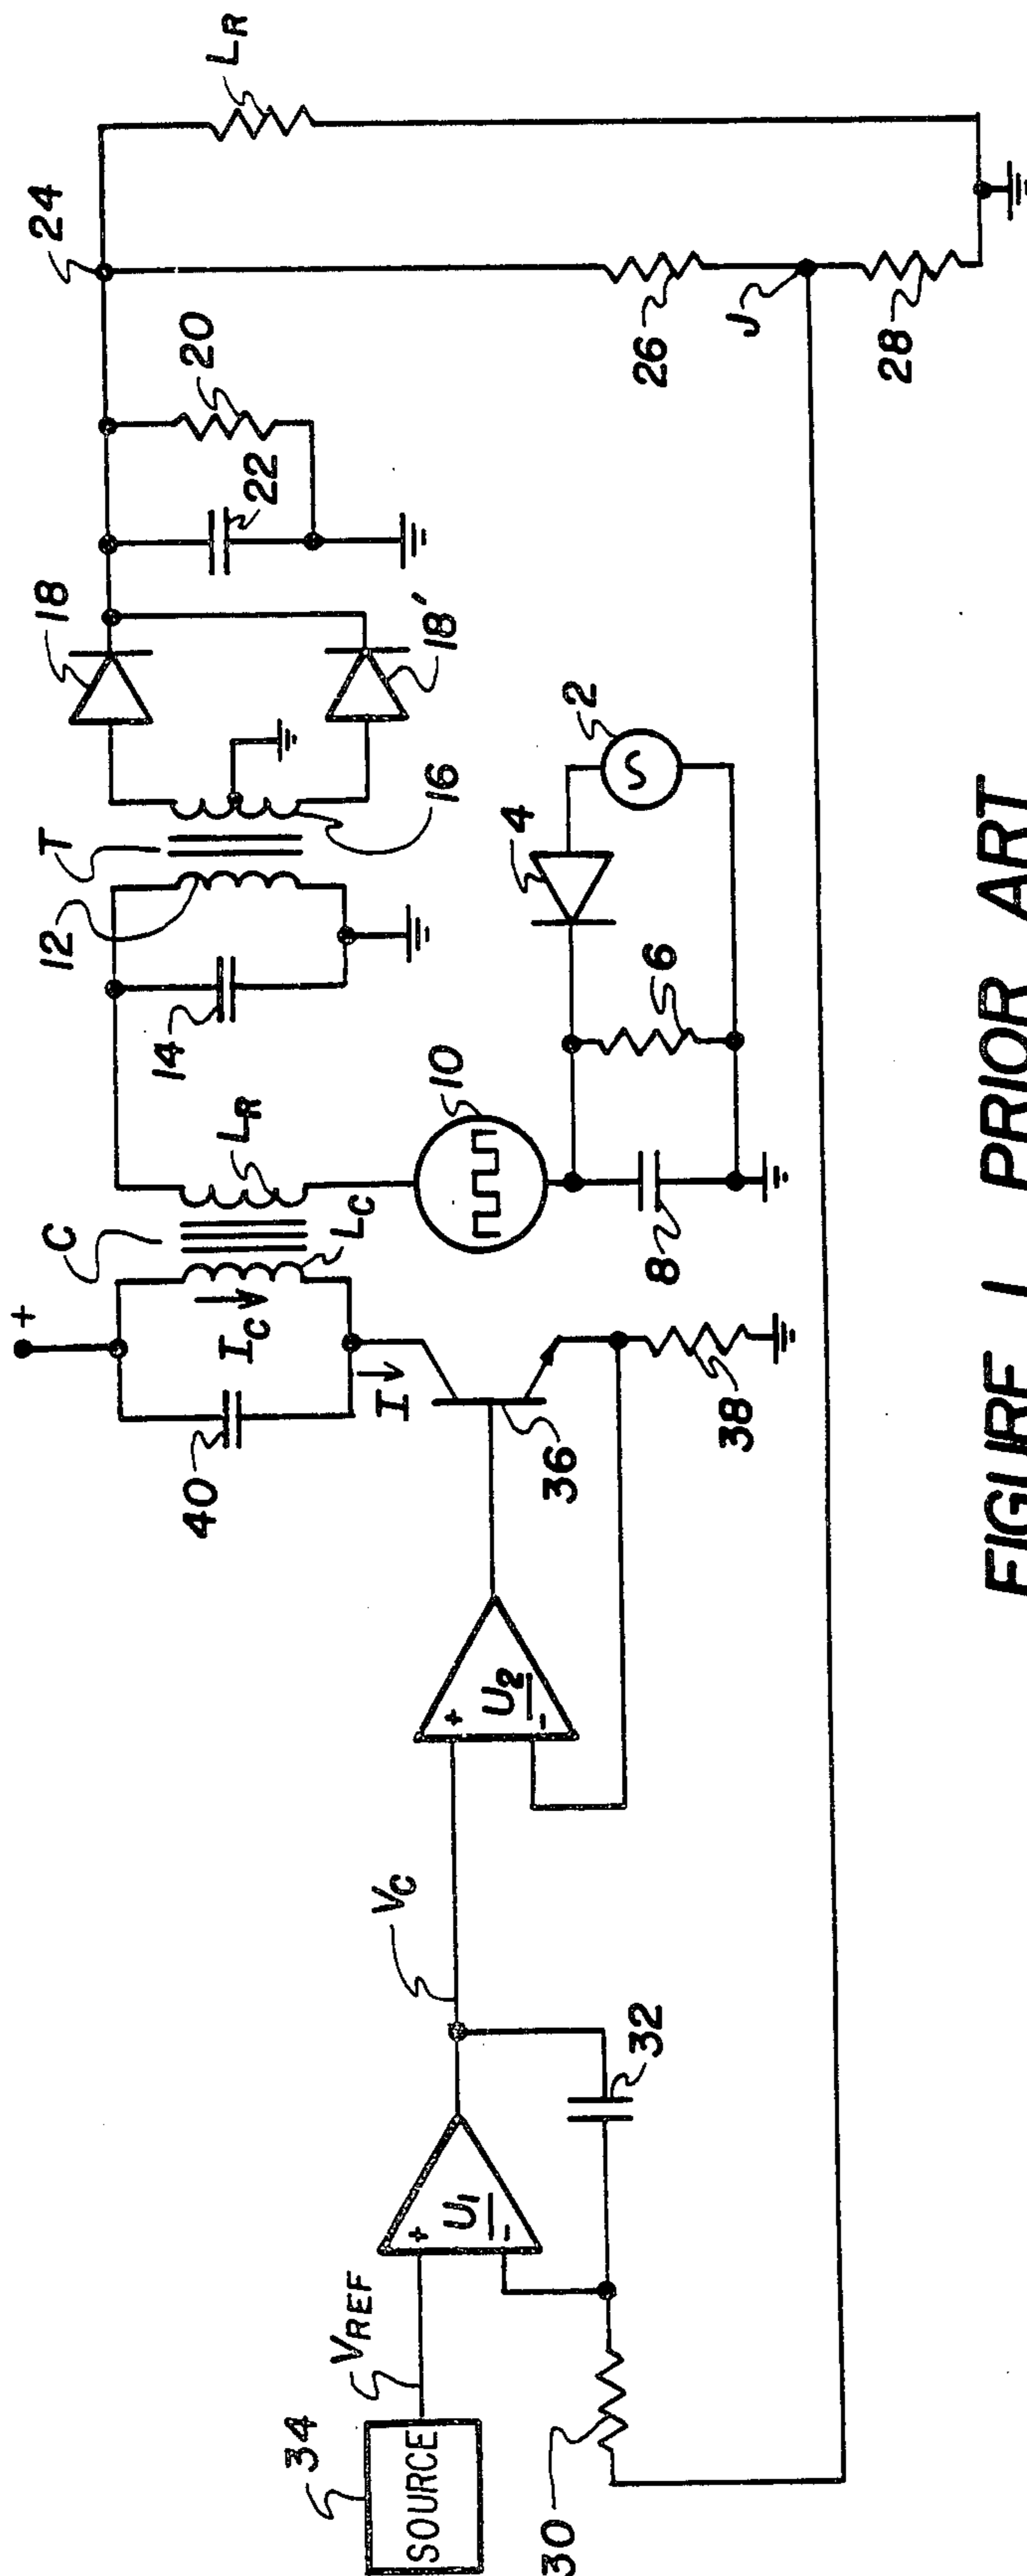 34
SOURCE
VREF
U1
+
-
30
32
VC
U2
+
-
40
+
IC
I
36
38
C
LC
LR
10
8
6
4
2
14
12
T
16
18
18'
22
20
24
26
J
28
LR
FIGURE 1 PRIOR ART